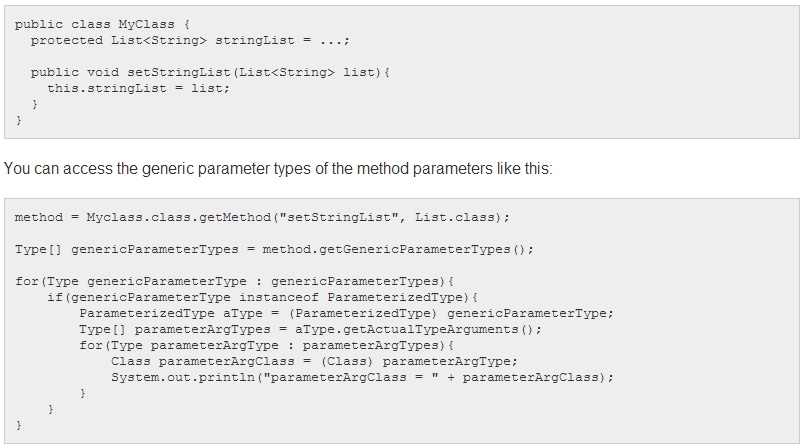 public class MyClass {
  protected List<String> stringList = ...;

  public void setStringList(List<String> list){
    this.stringList = list;
  }
}
You can access the generic parameter types of the method parameters like this:
method = Myclass.class.getMethod("setStringList", List.class);

Type[] genericParameterTypes = method.getGenericParameterTypes();

for(Type genericParameterType : genericParameterTypes){
    if(genericParameterType instanceof ParameterizedType){
        ParameterizedType aType = (ParameterizedType) genericParameterType;
        Type[] parameterArgTypes = aType.getActualTypeArguments();
        for(Type parameterArgType : parameterArgTypes){
            Class parameterArgClass = (Class) parameterArgType;
            System.out.println("parameterArgClass = " + parameterArgClass);
        }
    }
}